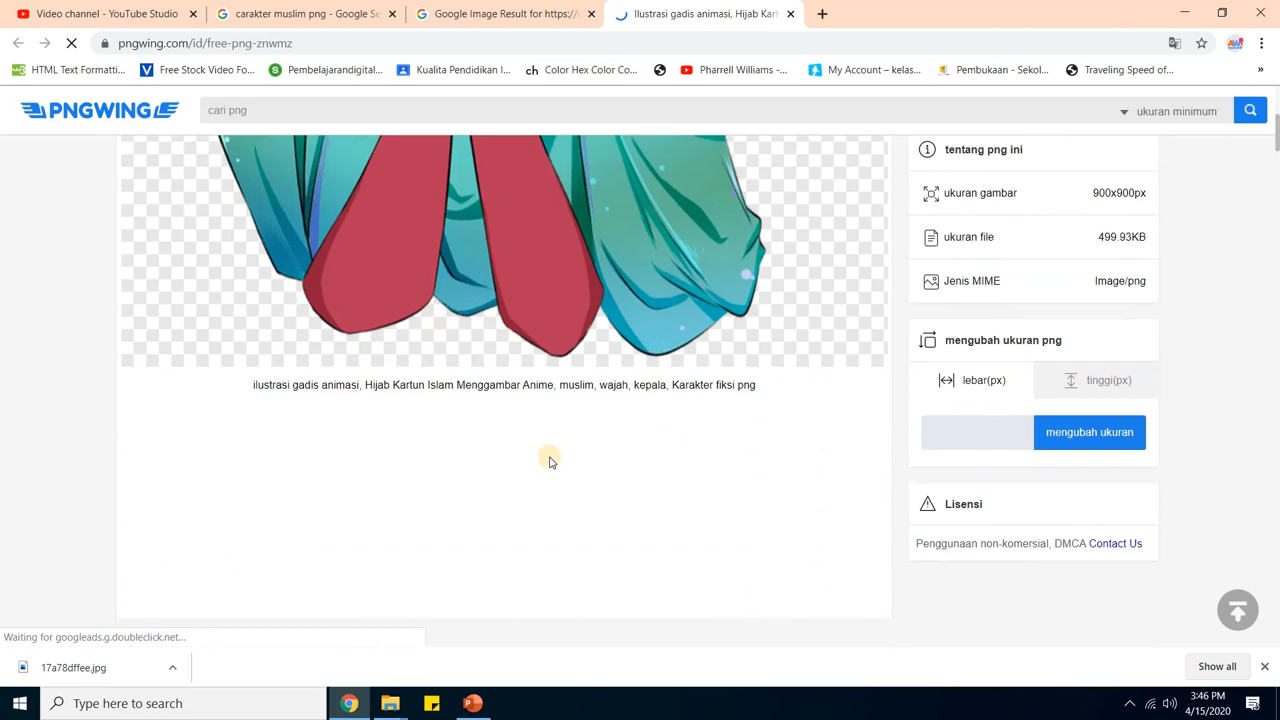 Video channel - YouTube Studio
carakter muslim png - Google Se
Google Image Result for https://
Ilustrasi gadis animasi, Hijab Kart
pngwing.com/id/free-png-znwmz
HTML Text Formatti...
Free Stock Video Fo...
Pembelajarandigital...
Kualita Pendidikan I...
ch Color Hex Color Co...
Pharrell Williams -...
My Account – kelas...
Pembukaan - Sekol...
Traveling Speed of...
PNGWING
cari png
ukuran minimum
tentang png ini
ukuran gambar 900x900px
ukuran file 499.93KB
Jenis MIME Image/png
mengubah ukuran png
lebar(px) tinggi(px)
mengubah ukuran
ilustrasi gadis animasi, Hijab Kartun Islam Menggambar Anime, muslim, wajah, kepala, Karakter fiksi png
Lisensi
Penggunaan non-komersial, DMCA Contact Us
Waiting for googleads.g.doubleclick.net...
17a78dffee.jpg
Show all
Type here to search
3:46 PM
4/15/2020